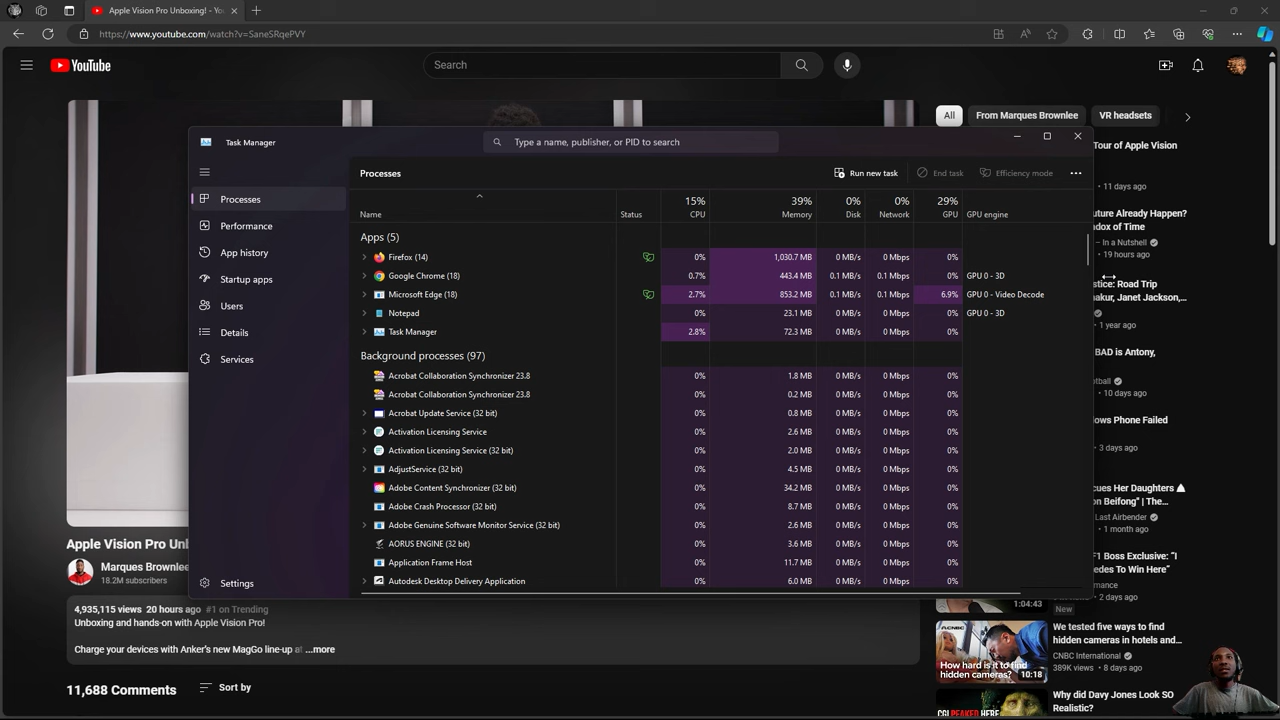 Apple Vision Pro Unboxing! - Yo
https://www.youtube.com/watch?v=SaneSRqePVY
YouTube
Search
All
From Marques Brownlee
VR headsets
Task Manager
Type a name, publisher, or PID to search
Processes
Run new task
End task
Efficiency mode
Processes
Performance
App history
Startup apps
Users
Details
Services
Settings
15% 39% 0% 0% 29%
Name Status CPU Memory Disk Network GPU GPU engine
Apps (5)
Firefox (14) 0% 1,030.7 MB 0 MB/s 0 Mbps 0%
Google Chrome (18) 0.7% 443.4 MB 0.1 MB/s 0.1 Mbps 0% GPU 0 - 3D
Microsoft Edge (18) 2.7% 853.2 MB 0.1 MB/s 0.1 Mbps 6.9% GPU 0 - Video Decode
Notepad 0% 23.1 MB 0 MB/s 0 Mbps 0% GPU 0 - 3D
Task Manager 2.8% 72.3 MB 0 MB/s 0 Mbps 0%
Background processes (97)
Acrobat Collaboration Synchronizer 23.8 0% 1.8 MB 0 MB/s 0 Mbps 0%
Acrobat Collaboration Synchronizer 23.8 0% 0.2 MB 0 MB/s 0 Mbps 0%
Acrobat Update Service (32 bit) 0% 0.8 MB 0 MB/s 0 Mbps 0%
Activation Licensing Service 0% 2.6 MB 0 MB/s 0 Mbps 0%
Activation Licensing Service (32 bit) 0% 2.0 MB 0 MB/s 0 Mbps 0%
AdjustService (32 bit) 0% 4.5 MB 0 MB/s 0 Mbps 0%
Adobe Content Synchronizer (32 bit) 0% 34.2 MB 0 MB/s 0 Mbps 0%
Adobe Crash Processor (32 bit) 0% 8.7 MB 0 MB/s 0 Mbps 0%
Adobe Genuine Software Monitor Service (32 bit) 0% 2.6 MB 0 MB/s 0 Mbps 0%
AORUS ENGINE (32 bit) 0% 3.6 MB 0 MB/s 0 Mbps 0%
Application Frame Host 0% 11.7 MB 0 MB/s 0 Mbps 0%
Autodesk Desktop Delivery Application 0% 6.0 MB 0 MB/s 0 Mbps 0%
Apple Vision Pro Un
Marques Brownlee
18.2M subscribers
4,935,115 views 20 hours ago #1 on Trending
Unboxing and hands-on with Apple Vision Pro!
Charge your devices with Anker's new MagGo line-up at ...more
11,688 Comments
Sort by
Tour of Apple Vision
11 days ago
uture Already Happen?
dox of Time
– In a Nutshell
19 hours ago
stice: Road Trip
akur, Janet Jackson,...
1 year ago
BAD is Antony,
tball
10 days ago
ows Phone Failed
3 days ago
cues Her Daughters
on Beifong" | The...
Last Airbender
1 month ago
F1 Boss Exclusive: "I
edes To Win Here"
mance
2 days ago
1:04:43
New
We tested five ways to find
hidden cameras in hotels and...
CNBC International
389K views • 8 days ago
CNBC
How hard is it to find
hidden cameras?
10:18
Why did Davy Jones Look SO
Realistic?
CGI PEAKED HERE